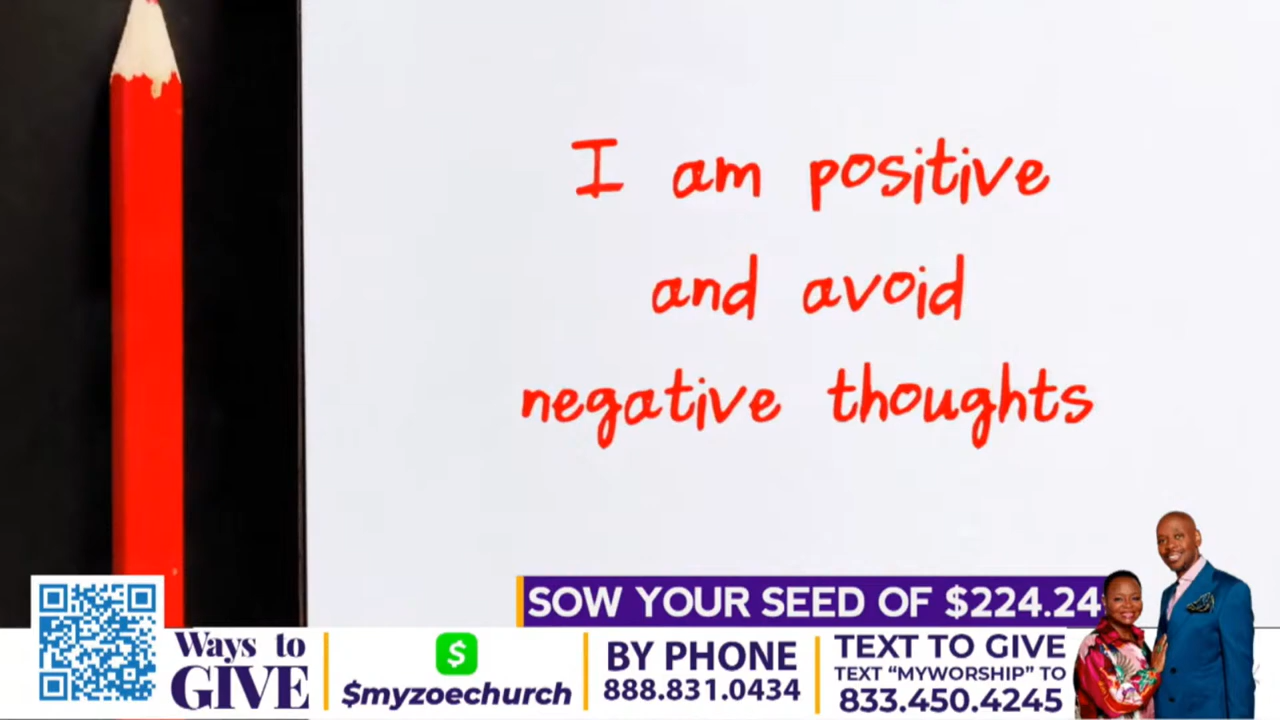 I am positive
and avoid
negative thoughts
SOW YOUR SEED OF $224.24
Ways to
GIVE
$
$myzoechurch
BY PHONE
888.831.0434
TEXT TO GIVE
TEXT “MYWORSHIP” TO
833.450.4245